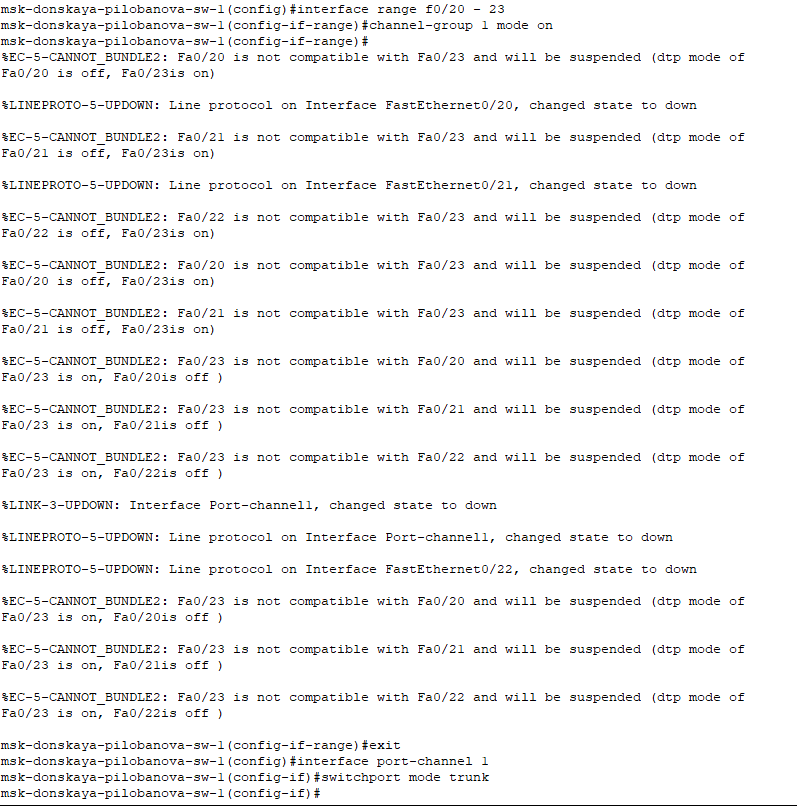 msk-donskaya-pilobanova-sw-1(config)#interface range f0/20 - 23
msk-donskaya-pilobanova-sw-1(config-if-range)#channel-group 1 mode on
msk-donskaya-pilobanova-sw-1(config-if-range)#
%EC-5-CANNOT_BUNDLE2: Fa0/20 is not compatible with Fa0/23 and will be suspended (dtp mode of
Fa0/20 is off, Fa0/23is on)
%LINEPROTO-5-UPDOWN: Line protocol on Interface FastEthernet0/20, changed state to down
%EC-5-CANNOT_BUNDLE2: Fa0/21 is not compatible with Fa0/23 and will be suspended (dtp mode of
Fa0/21 is off, Fa0/23is on)
%LINEPROTO-5-UPDOWN: Line protocol on Interface FastEthernet0/21, changed state to down
%EC-5-CANNOT_BUNDLE2: Fa0/22 is not compatible with Fa0/23 and will be suspended (dtp mode of
Fa0/22 is off, Fa0/23is on)
%EC-5-CANNOT_BUNDLE2: Fa0/20 is not compatible with Fa0/23 and will be suspended (dtp mode of
Fa0/20 is off, Fa0/23is on)
%EC-5-CANNOT_BUNDLE2: Fa0/21 is not compatible with Fa0/23 and will be suspended (dtp mode of
Fa0/21 is off, Fa0/23is on)
%EC-5-CANNOT_BUNDLE2: Fa0/23 is not compatible with Fa0/20 and will be suspended (dtp mode of
Fa0/23 is on, Fa0/20is off )
%EC-5-CANNOT_BUNDLE2: Fa0/23 is not compatible with Fa0/21 and will be suspended (dtp mode of
Fa0/23 is on, Fa0/21is off )
%EC-5-CANNOT_BUNDLE2: Fa0/23 is not compatible with Fa0/22 and will be suspended (dtp mode of
Fa0/23 is on, Fa0/22is off )
%LINK-3-UPDOWN: Interface Port-channel1, changed state to down
%LINEPROTO-5-UPDOWN: Line protocol on Interface Port-channel1, changed state to down
%LINEPROTO-5-UPDOWN: Line protocol on Interface FastEthernet0/22, changed state to down
%EC-5-CANNOT_BUNDLE2: Fa0/23 is not compatible with Fa0/20 and will be suspended (dtp mode of
Fa0/23 is on, Fa0/20is off )
%EC-5-CANNOT_BUNDLE2: Fa0/23 is not compatible with Fa0/21 and will be suspended (dtp mode of
Fa0/23 is on, Fa0/21is off )
%EC-5-CANNOT_BUNDLE2: Fa0/23 is not compatible with Fa0/22 and will be suspended (dtp mode of
Fa0/23 is on, Fa0/22is off )
msk-donskaya-pilobanova-sw-1(config-if-range)#exit
msk-donskaya-pilobanova-sw-1(config)#interface port-channel 1
msk-donskaya-pilobanova-sw-1(config-if)#switchport mode trunk
msk-donskaya-pilobanova-sw-1(config-if)#